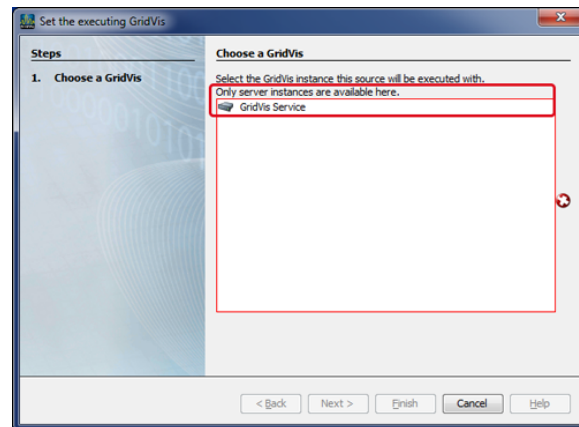 Set the executing GridVis
Steps
1. Choose a GridVis
Choose a GridVis
Select the GridVis instance this source will be executed with.
Only server instances are available here.
GridVis Service
< Back
Next >
Finish
Cancel
Help